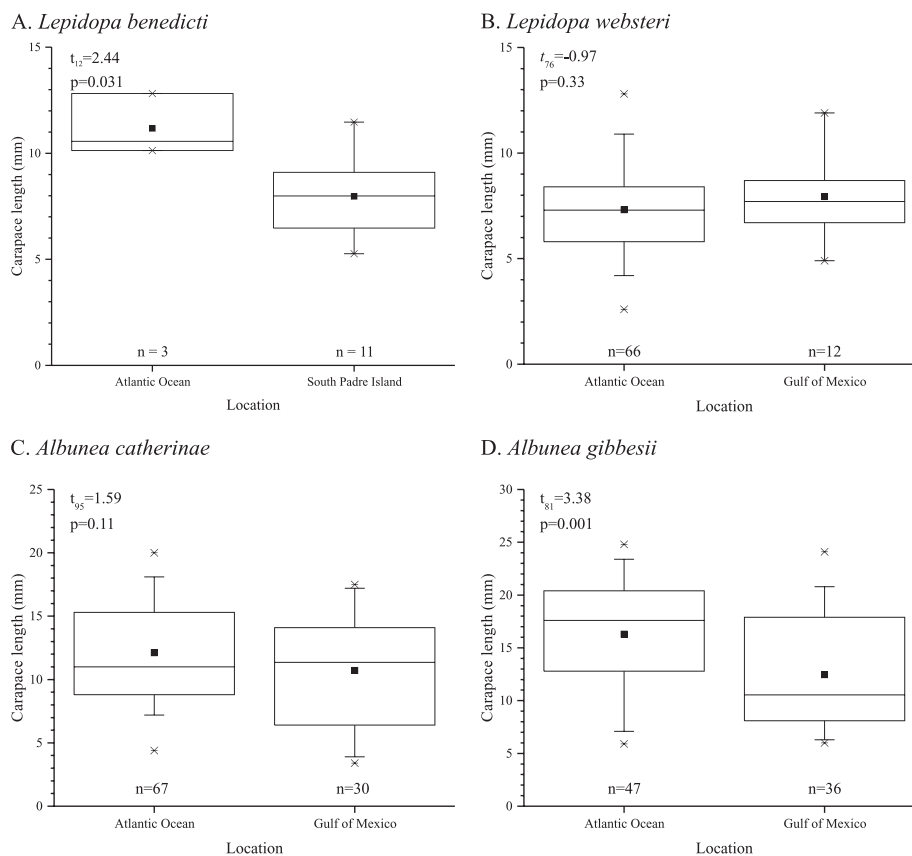 A. Lepidopa benedicti
t12=2.44
p=0.031
15
10
5
0
Carapace length (mm)
n = 3
n = 11
Atlantic Ocean
South Padre Island
Location
B. Lepidopa websteri
t76=-0.97
p=0.33
15
10
5
0
Carapace length (mm)
n=66
n=12
Atlantic Ocean
Gulf of Mexico
Location
C. Albunea catherinae
t95=1.59
p=0.11
25
20
15
10
5
0
Carapace length (mm)
n=67
n=30
Atlantic Ocean
Gulf of Mexico
Location
D. Albunea gibbesii
t81=3.38
p=0.001
30
25
20
15
10
5
0
Carapace length (mm)
n=47
n=36
Atlantic Ocean
Gulf of Mexico
Location